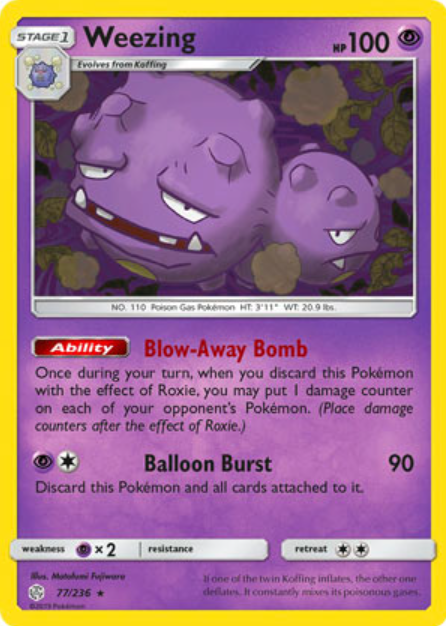 STAGE 1 Weezing HP 100
Evolves from Koffing
NO. 110 Poison Gas Pokémon HT: 3'11" WT: 20.9 lbs.
Ability Blow-Away Bomb
Once during your turn, when you discard this Pokémon
with the effect of Roxie, you may put 1 damage counter
on each of your opponent's Pokémon. (Place damage
counters after the effect of Roxie.)
Balloon Burst 90
Discard this Pokémon and all cards attached to it.
weakness × 2 resistance retreat
Illus. Matofumi Fujiwara
77/236 ★
©2019 Pokémon
If one of the twin Koffing inflates, the other one
deflates. It constantly mixes its poisonous gases.